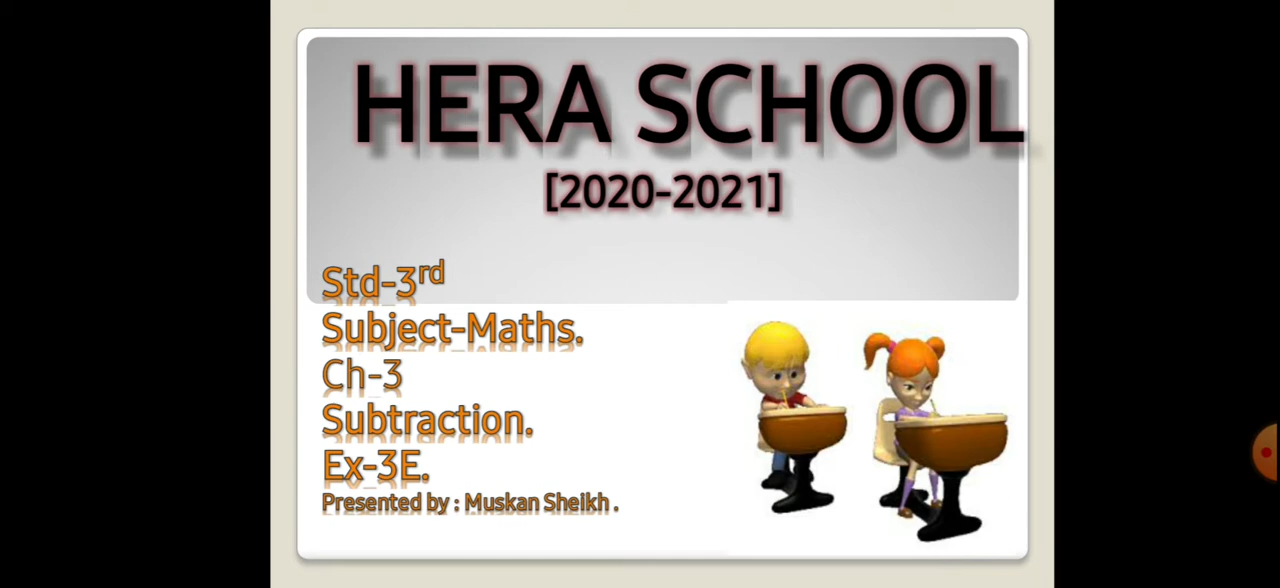 HERA SCHOOL
[2020-2021]
Std-3rd
Subject-Maths.
Ch-3
Subtraction.
Ex-3E.
Presented by : Muskan Sheikh .